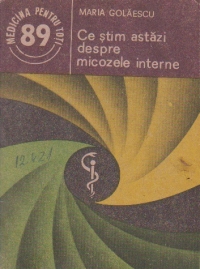 MARIA GOLĂESCU
MEDICINA PENTRU TOȚI
89
Ce știm astăzi
despre
micozele interne